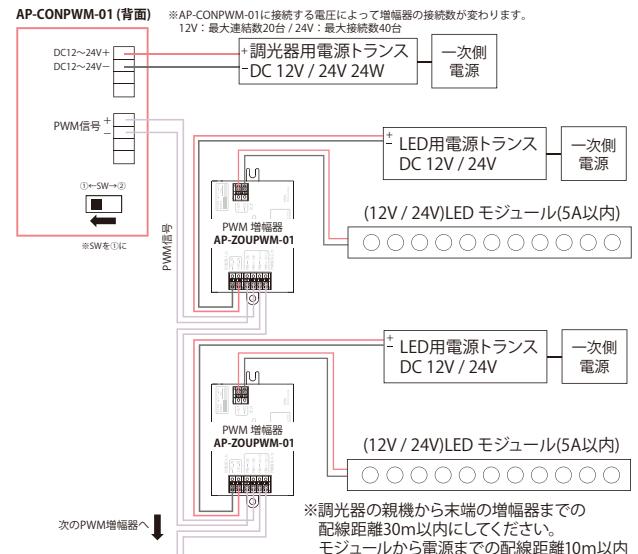 AP-CONPWM-01 (背面)
※AP-CONPWM-01に接続する電圧によって増幅器の接続数が変わります。
12V：最大連結数20台 / 24V：最大接続数40台
DC12～24V＋
DC12～24V－
+
-
調光器用電源トランス
DC 12V / 24V 24W
一次側
電源
PWM信号
+
−
①←SW→②
※SWを①に
PWM信号
+
−
LED用電源トランス
DC 12V / 24V
一次側
電源
PWM 増幅器
AP-ZOUPWM-01
(12V / 24V)LED モジュール(5A以内)
+
−
LED用電源トランス
DC 12V / 24V
一次側
電源
PWM 増幅器
AP-ZOUPWM-01
(12V / 24V)LED モジュール(5A以内)
次のPWM増幅器へ
※調光器の親機から末端の増幅器までの
配線距離30m以内にしてください。
モジュールから電源までの配線距離10m以内